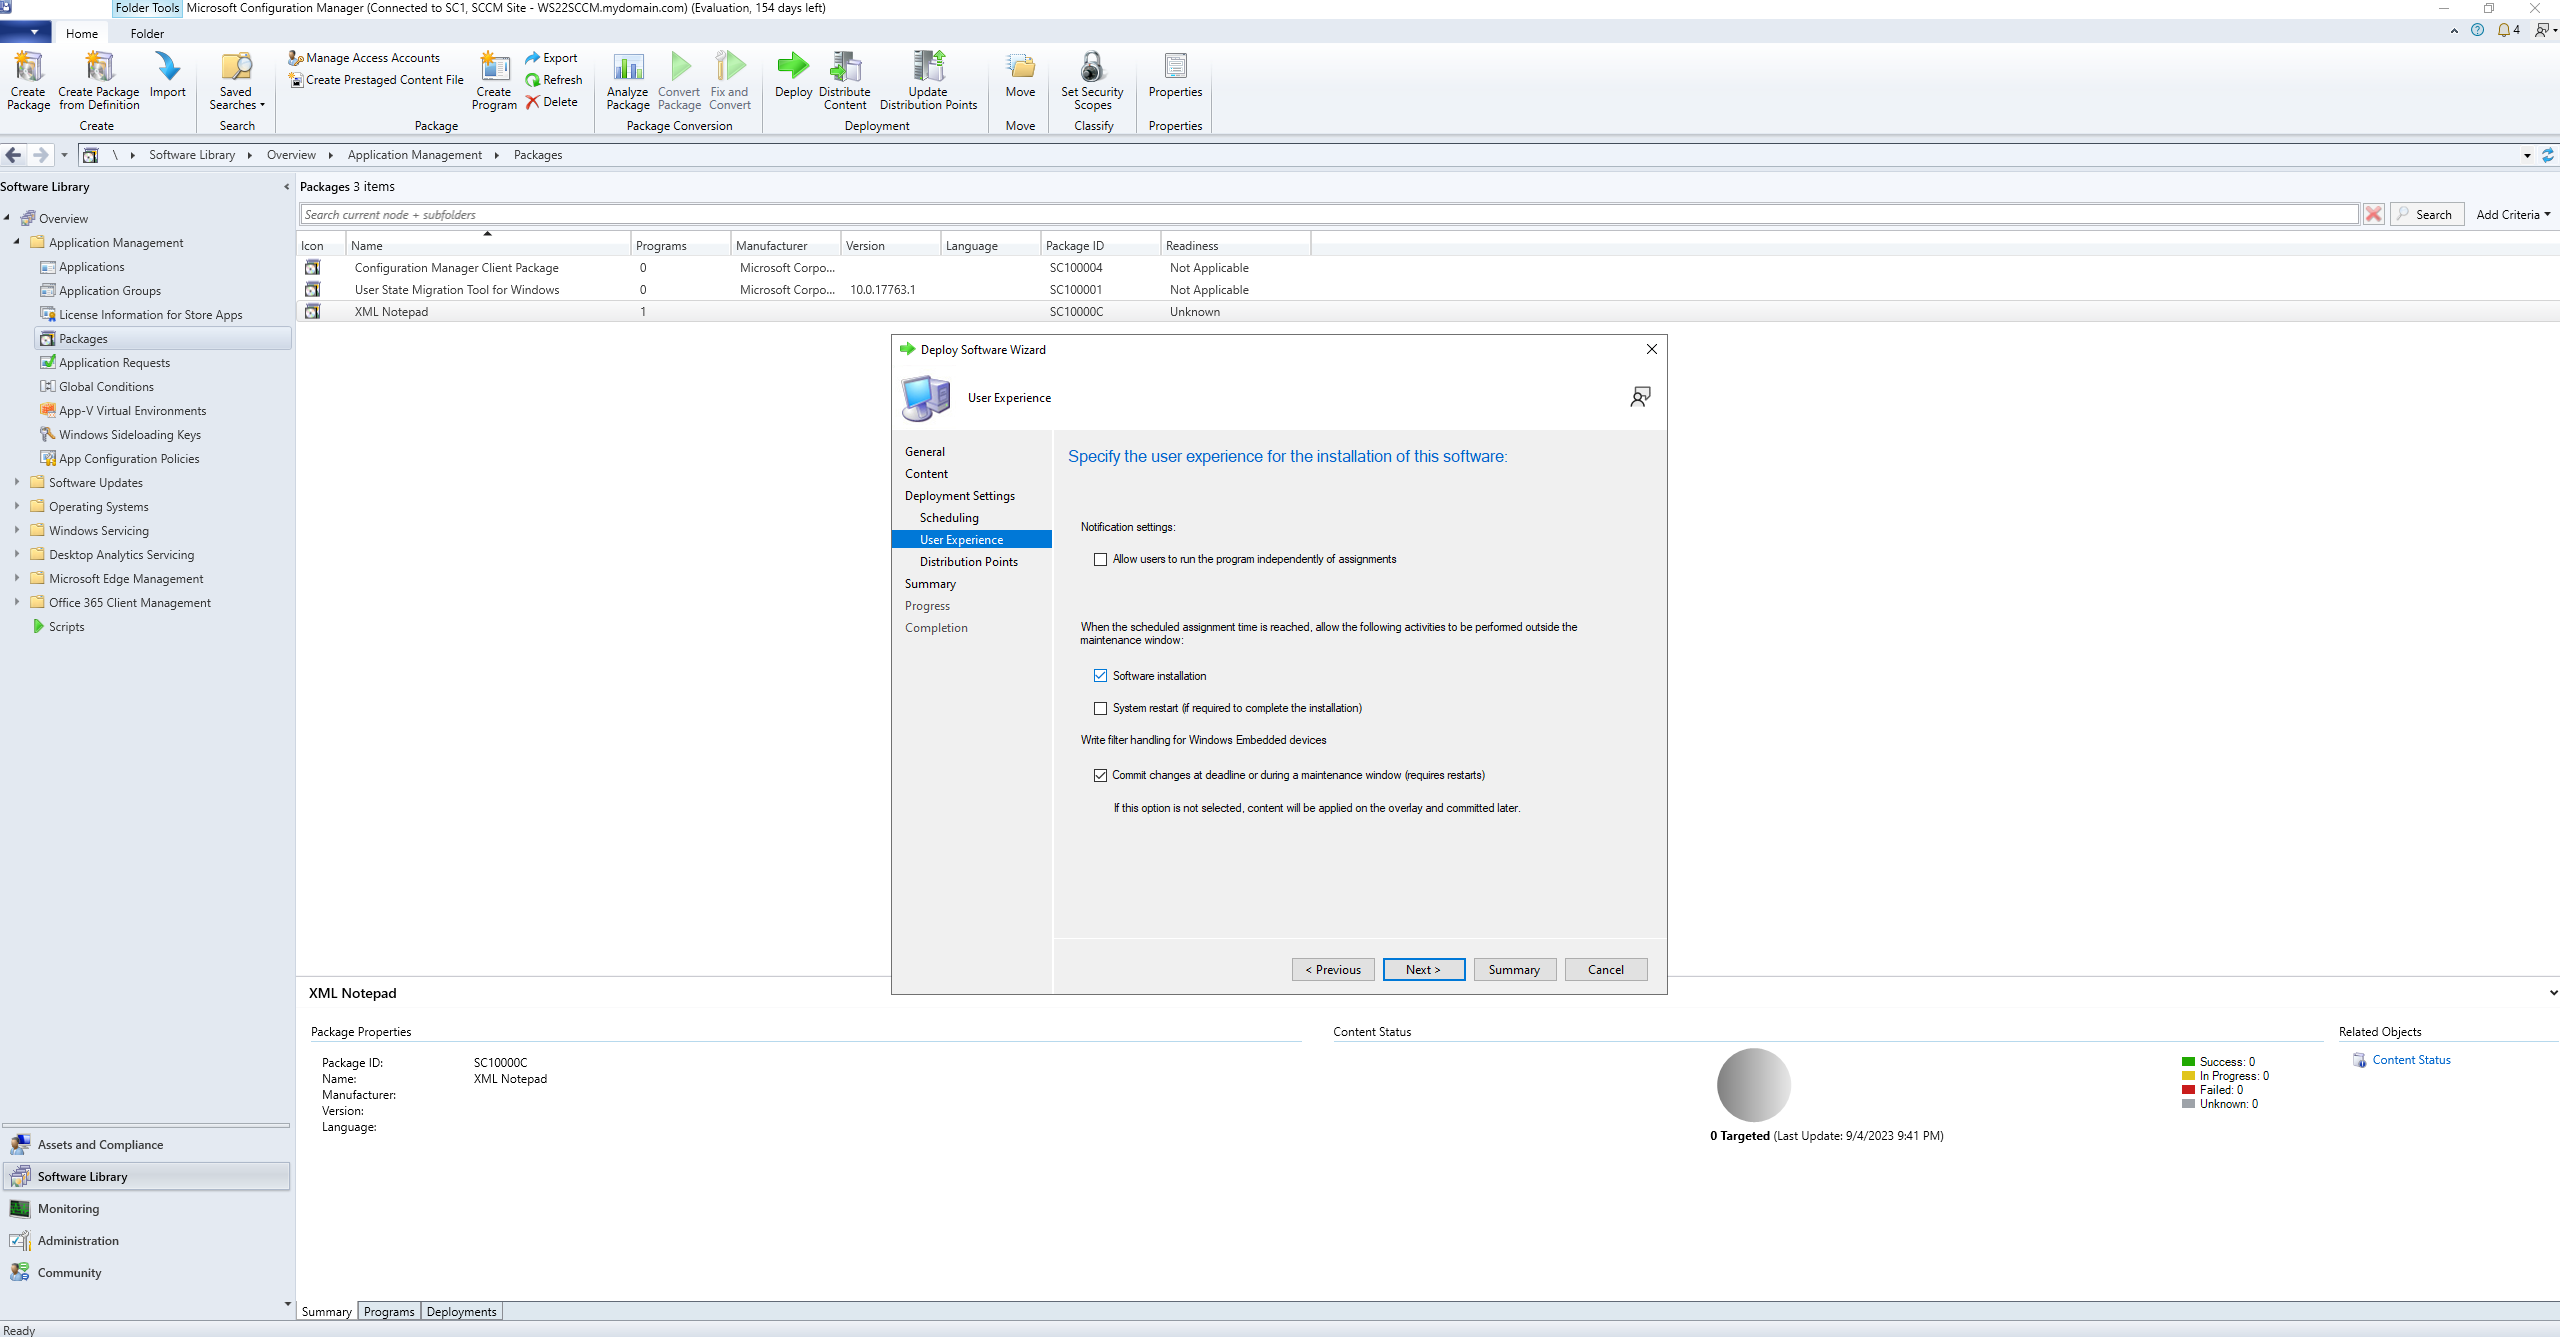 Folder Tools Microsoft Configuration Manager (Connected to SC1, SCCM Site - WS22SCCM.mydomain.com) (Evaluation, 154 days left)
Home Folder
4
Create Package
Create Package from Definition
Import
Create
Saved Searches
Search
Manage Access Accounts
Create Prestaged Content File
Create Program
Export
Refresh
Delete
Package
Analyze Package
Convert Package
Fix and Convert
Package Conversion
Deploy
Distribute Content
Update Distribution Points
Deployment
Move
Move
Set Security Scopes
Classify
Properties
Properties
\ Software Library Overview Application Management Packages
Software Library
Overview
Application Management
Applications
Application Groups
License Information for Store Apps
Packages
Application Requests
Global Conditions
App-V Virtual Environments
Windows Sideloading Keys
App Configuration Policies
Software Updates
Operating Systems
Windows Servicing
Desktop Analytics Servicing
Microsoft Edge Management
Office 365 Client Management
Scripts
Assets and Compliance
Software Library
Monitoring
Administration
Community
Packages 3 items
Search current node + subfolders
Search
Add Criteria
Icon Name Programs Manufacturer Version Language Package ID Readiness
Configuration Manager Client Package 0 Microsoft Corpo... SC100004 Not Applicable
User State Migration Tool for Windows 0 Microsoft Corpo... 10.0.17763.1 SC100001 Not Applicable
XML Notepad 1 SC10000C Unknown
Deploy Software Wizard
User Experience
General
Content
Deployment Settings
Scheduling
User Experience
Distribution Points
Summary
Progress
Completion
Specify the user experience for the installation of this software:
Notification settings:
Allow users to run the program independently of assignments
When the scheduled assignment time is reached, allow the following activities to be performed outside the
maintenance window:
Software installation
System restart (if required to complete the installation)
Write filter handling for Windows Embedded devices
Commit changes at deadline or during a maintenance window (requires restarts)
If this option is not selected, content will be applied on the overlay and committed later.
< Previous
Next >
Summary
Cancel
XML Notepad
Package Properties
Package ID: SC10000C
Name: XML Notepad
Manufacturer:
Version:
Language:
Content Status
Success: 0
In Progress: 0
Failed: 0
Unknown: 0
0 Targeted (Last Update: 9/4/2023 9:41 PM)
Related Objects
Content Status
Summary Programs Deployments
Ready